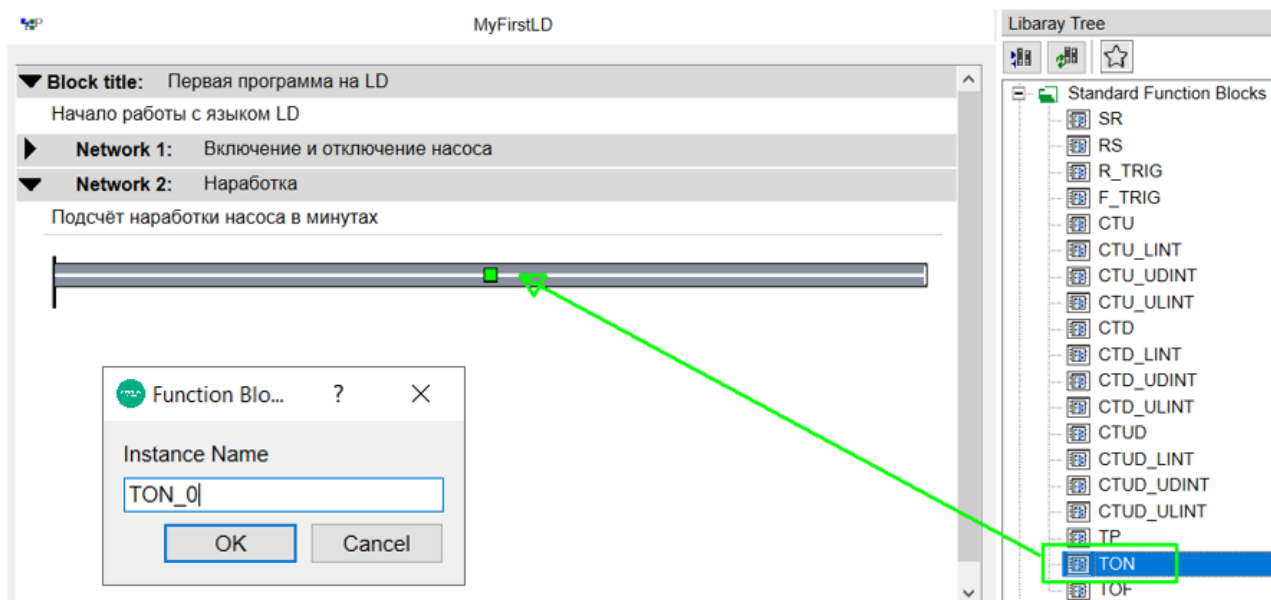 MyFirstLD
Block title: Первая программа на LD
Начало работы с языком LD
Network 1: Включение и отключение насоса
Network 2: Наработка
Подсчёт наработки насоса в минутах
Function Blo... ? X
Instance Name
TON_0
OK Cancel
Libaray Tree
Standard Function Blocks
SR
RS
R_TRIG
F_TRIG
CTU
CTU_LINT
CTU_UDINT
CTU_ULINT
CTD
CTD_LINT
CTD_UDINT
CTD_ULINT
CTUD
CTUD_LINT
CTUD_UDINT
CTUD_ULINT
TP
TON
TOF